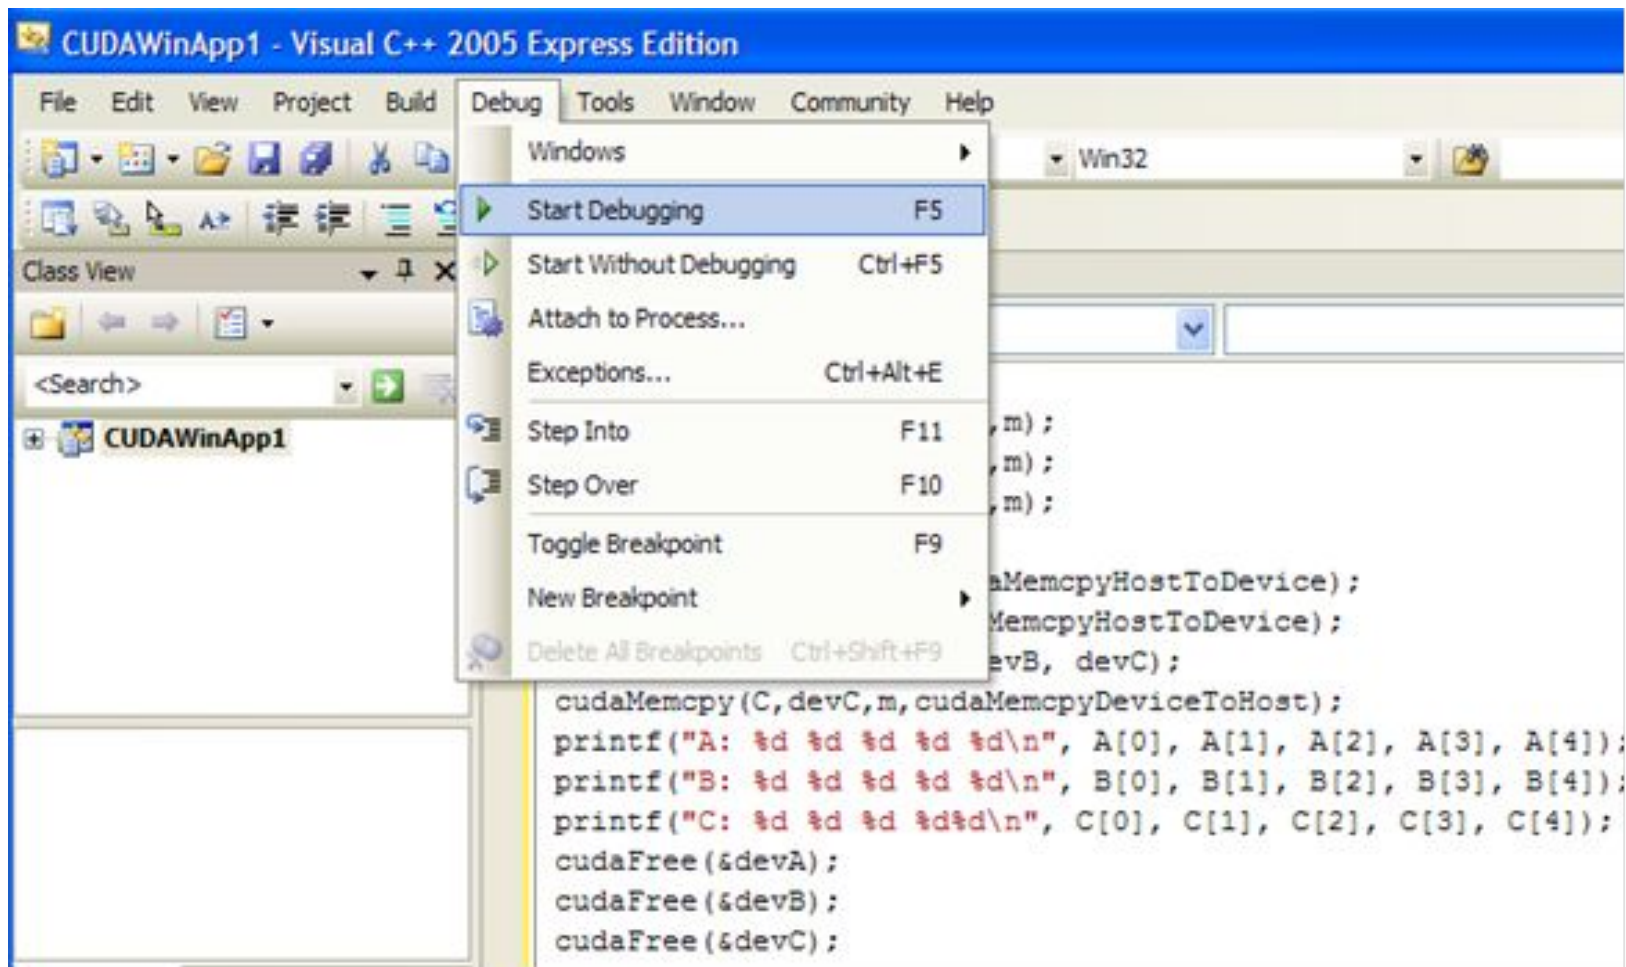 CUDAWinApp1 - Visual C++ 2005 Express Edition
File Edit View Project Build Debug Tools Window Community Help
Windows
Win32
Start Debugging F5
Class View
Start Without Debugging Ctrl+F5
Attach to Process...
Exceptions... Ctrl+Alt+E
<Search>
CUDAWinApp1
Step Into F11
Step Over F10
Toggle Breakpoint F9
New Breakpoint
Delete All Breakpoints Ctrl+Shift+F9
,m);
,m);
,m);
aMemcpyHostToDevice);
MemcpyHostToDevice);
evB, devC);
cudaMemcpy(C,devC,m,cudaMemcpyDeviceToHost);
printf("A: %d %d %d %d %d\n", A[0], A[1], A[2], A[3], A[4]);
printf("B: %d %d %d %d %d\n", B[0], B[1], B[2], B[3], B[4]);
printf("C: %d %d %d %d%d\n", C[0], C[1], C[2], C[3], C[4]);
cudaFree(&devA);
cudaFree(&devB);
cudaFree(&devC);